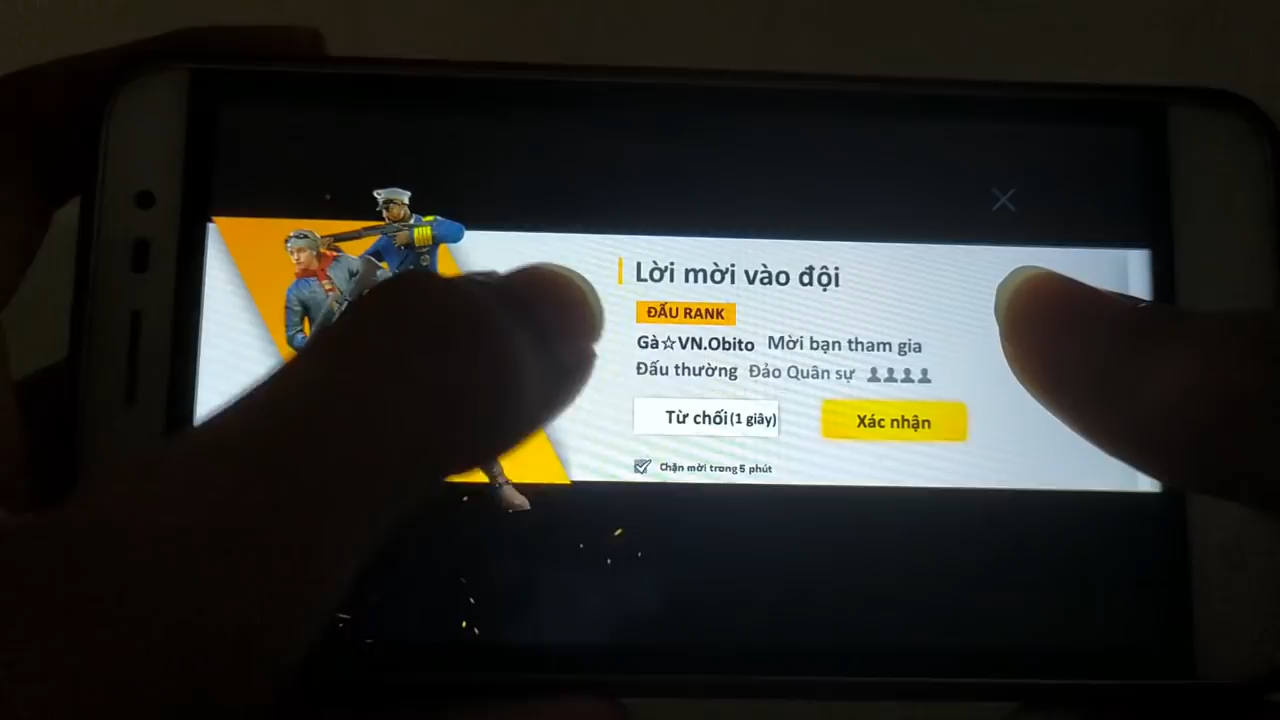 Lời mời vào đội
ĐẤU RANK
Gà☆VN.Obito Mời bạn tham gia
Đấu thường Đảo Quân sự
Từ chối(1 giây)
Xác nhận
Chặn mời trong 5 phút